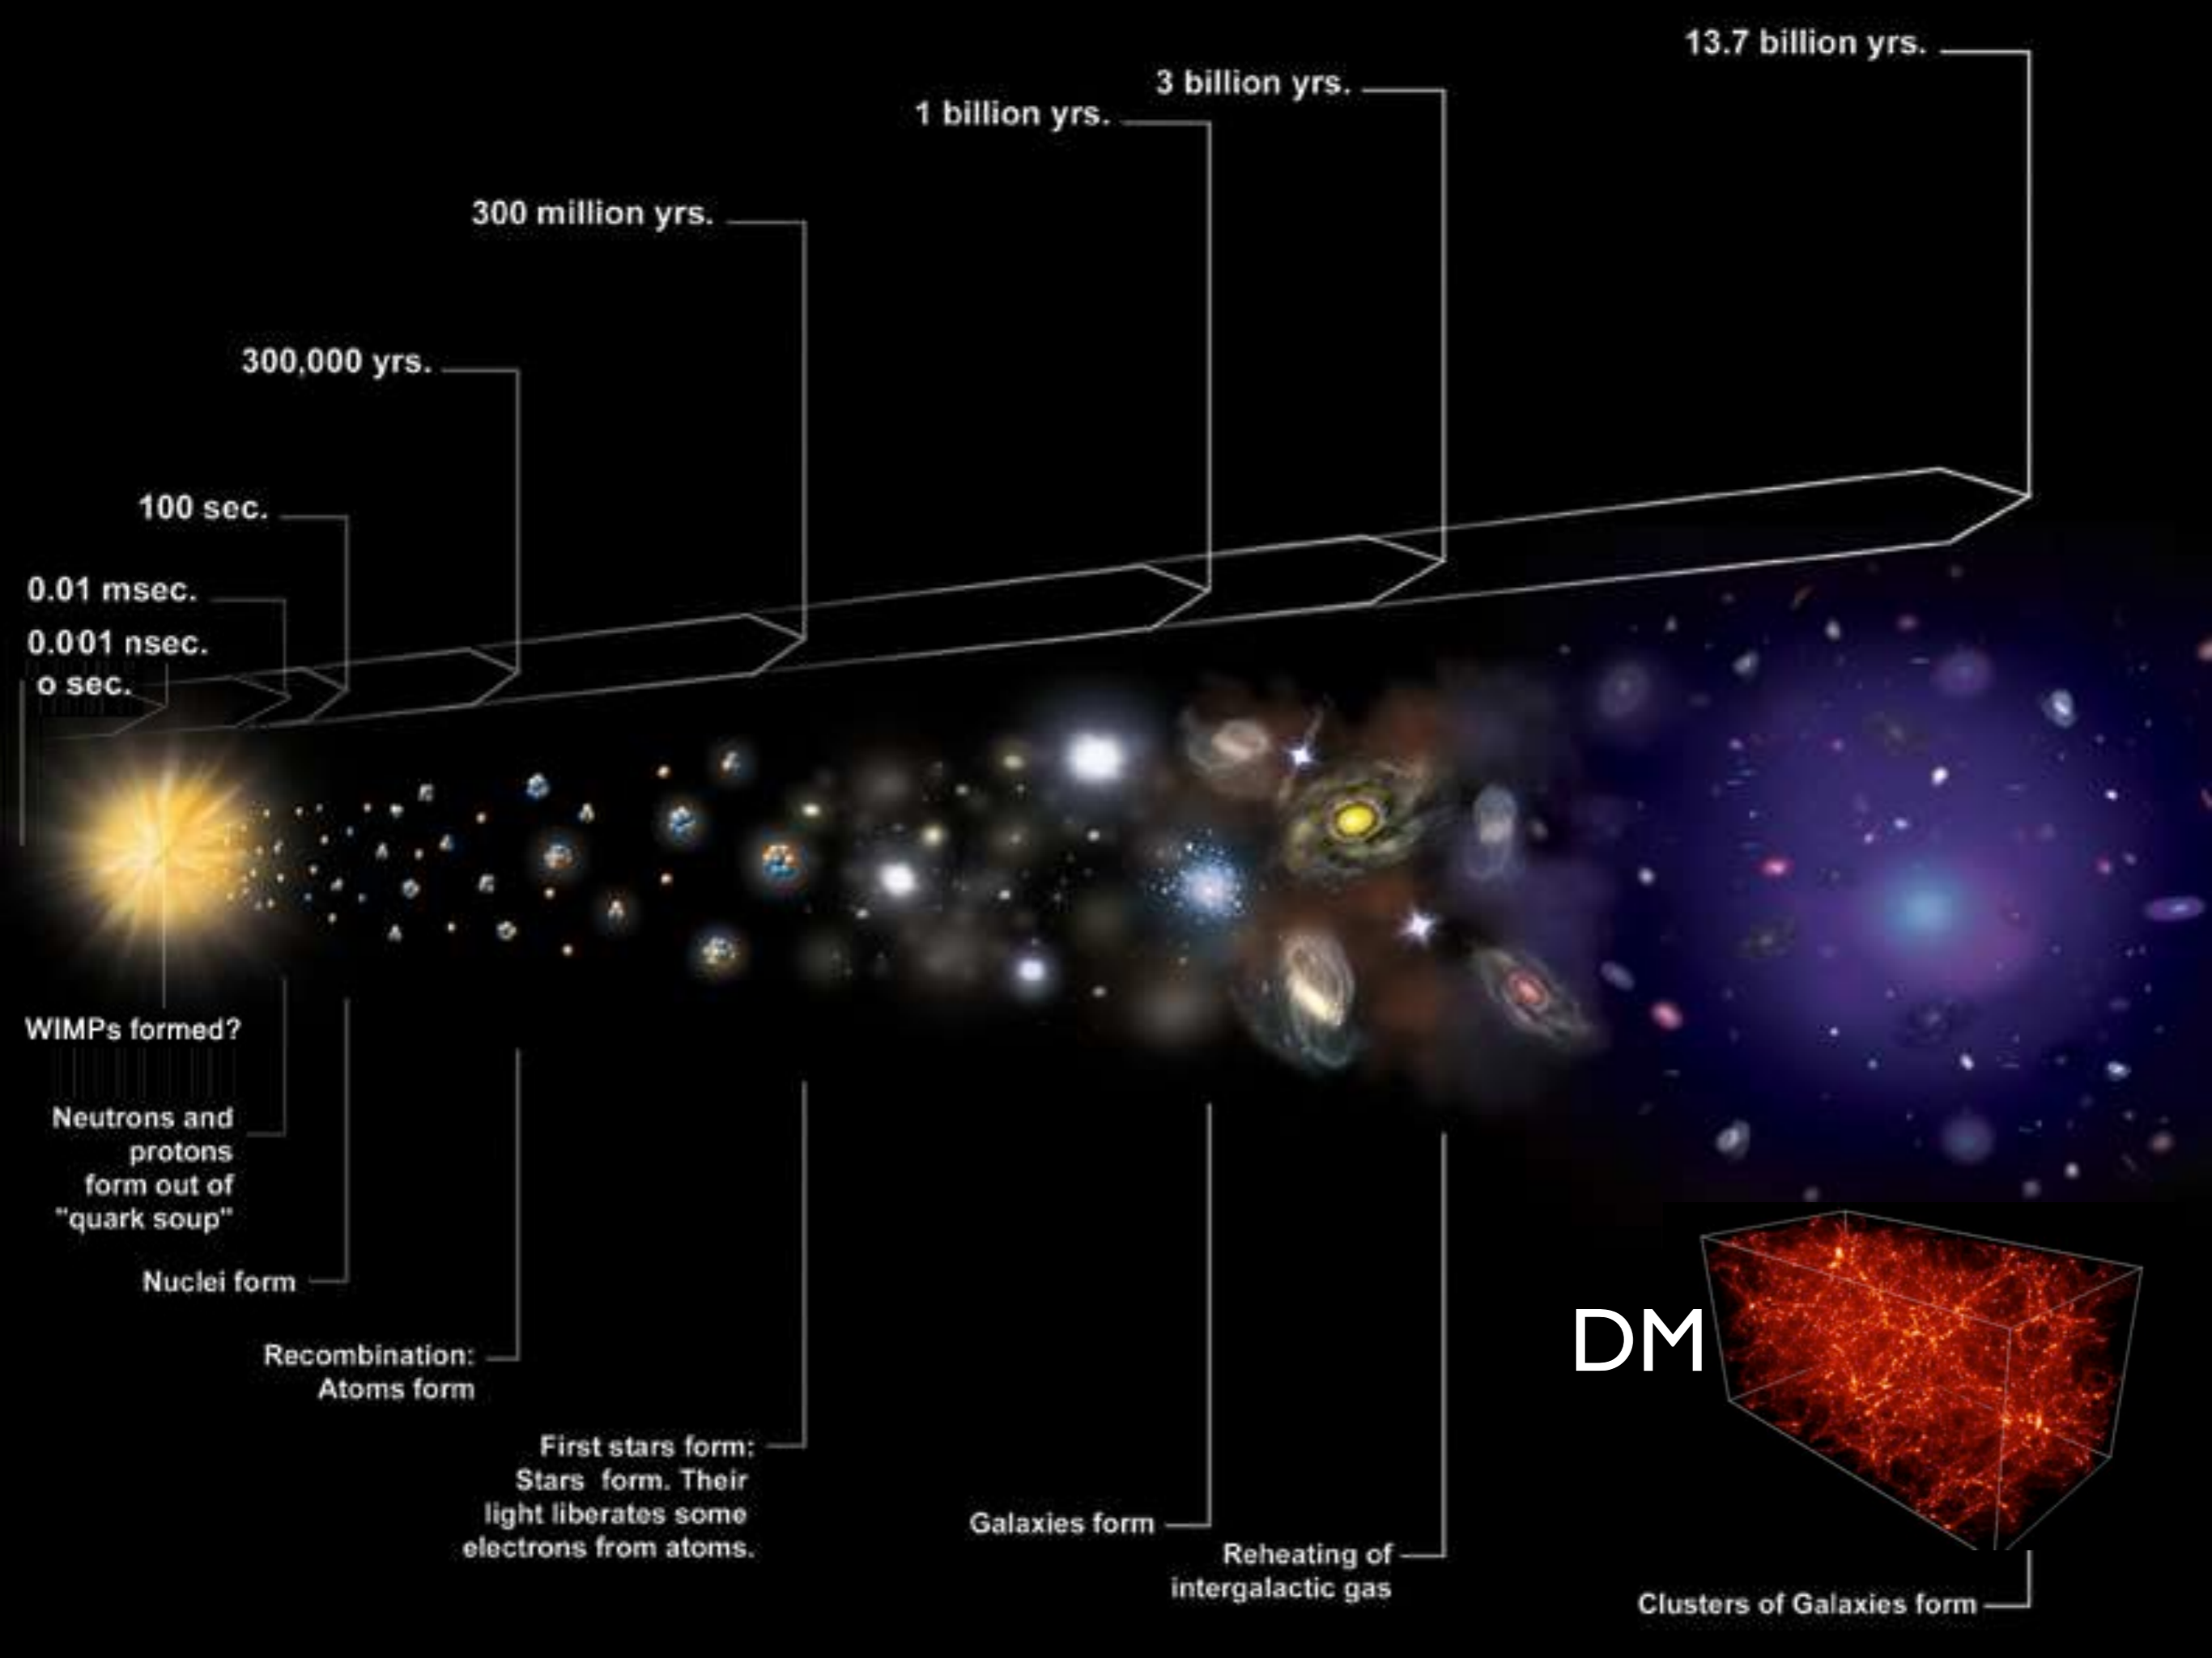 13.7 billion yrs.
3 billion yrs.
1 billion yrs.
300 million yrs.
300,000 yrs.
100 sec.
0.01 msec.
0.001 nsec.
o sec.
WIMPs formed?
Neutrons and
protons
form out of
"quark soup"
Nuclei form
Recombination:
Atoms form
First stars form:
Stars form. Their
light liberates some
electrons from atoms.
Galaxies form
Reheating of
intergalactic gas
DM
Clusters of Galaxies form